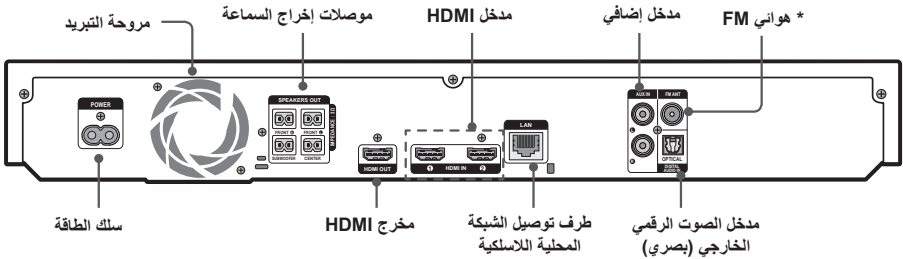 مروحة التبريد
موصلات إخراج السماعة
مدخل HDMI
مدخل إضافي
* هوائي FM
POWER
SPEAKERS OUT
FRONT
FRONT
SUBWOOFER
CENTER
HDMI OUT
HDMI IN
1
2
LAN
AUX IN
FM ANT
OPTICAL
DIGITAL
AUDIO IN
سلك الطاقة
مخرج HDMI
طرف توصيل الشبكة
المحلية اللاسلكية
مدخل الصوت الرقمي
الخارجي (بصري)